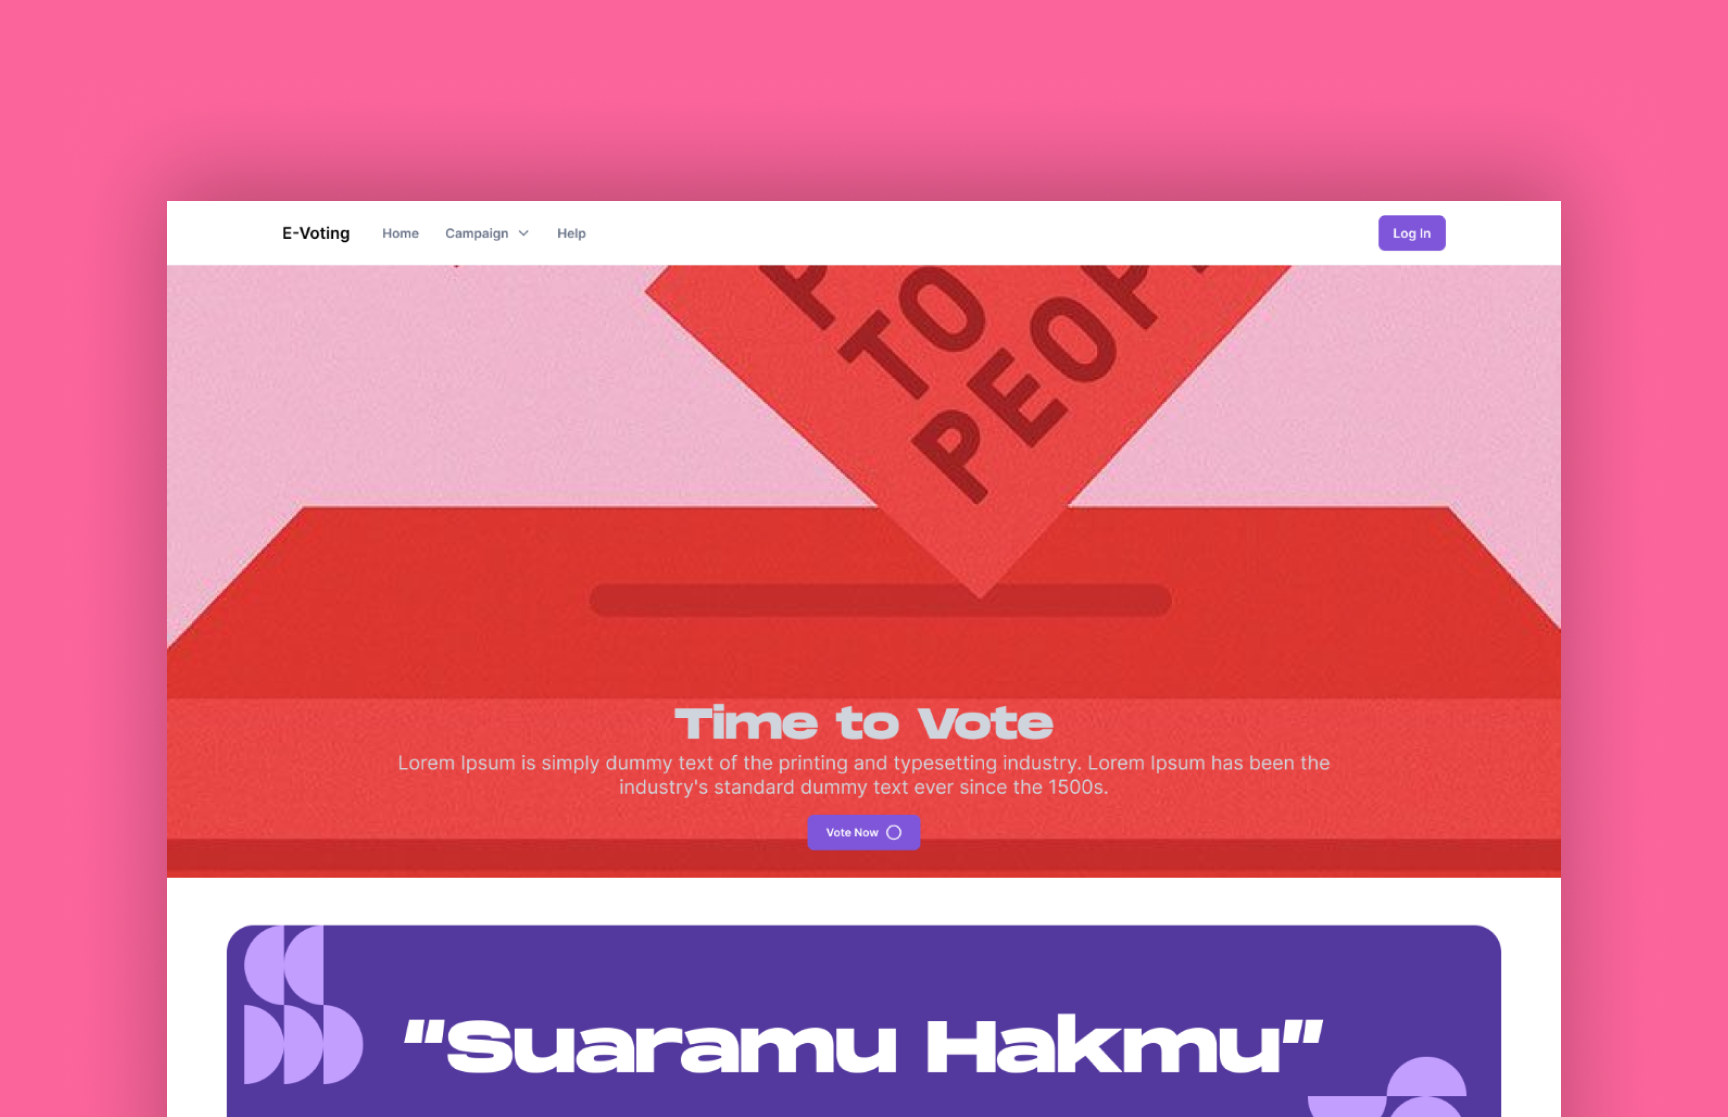 E-Voting Home Campaign Help Log In
TO
PEOP
Time to Vote
Lorem Ipsum is simply dummy text of the printing and typesetting industry. Lorem Ipsum has been the
industry's standard dummy text ever since the 1500s.
Vote Now
“Suaramu Hakmu”